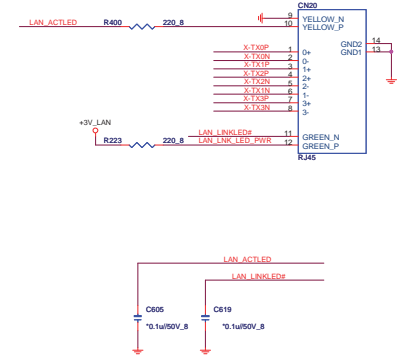 CN20
9 YELLOW_N
LAN_ACTLED R400 220_8 10 YELLOW_P
X-TX0P 1 0+ GND2 14
X-TX0N 2 0- GND1 13
X-TX1P 3 1+
X-TX2P 4 2+
X-TX2N 5 2-
X-TX1N 6 1-
X-TX3P 7 3+
X-TX3N 8 3-
+3V_LAN
LAN_LINKLED# 11 GREEN_N
R223 220_8 LAN_LNK_LED_PWR 12 GREEN_P
RJ45
LAN_ACTLED
LAN_LINKLED#
C605 C619
*0.1u//50V_8 *0.1u//50V_8